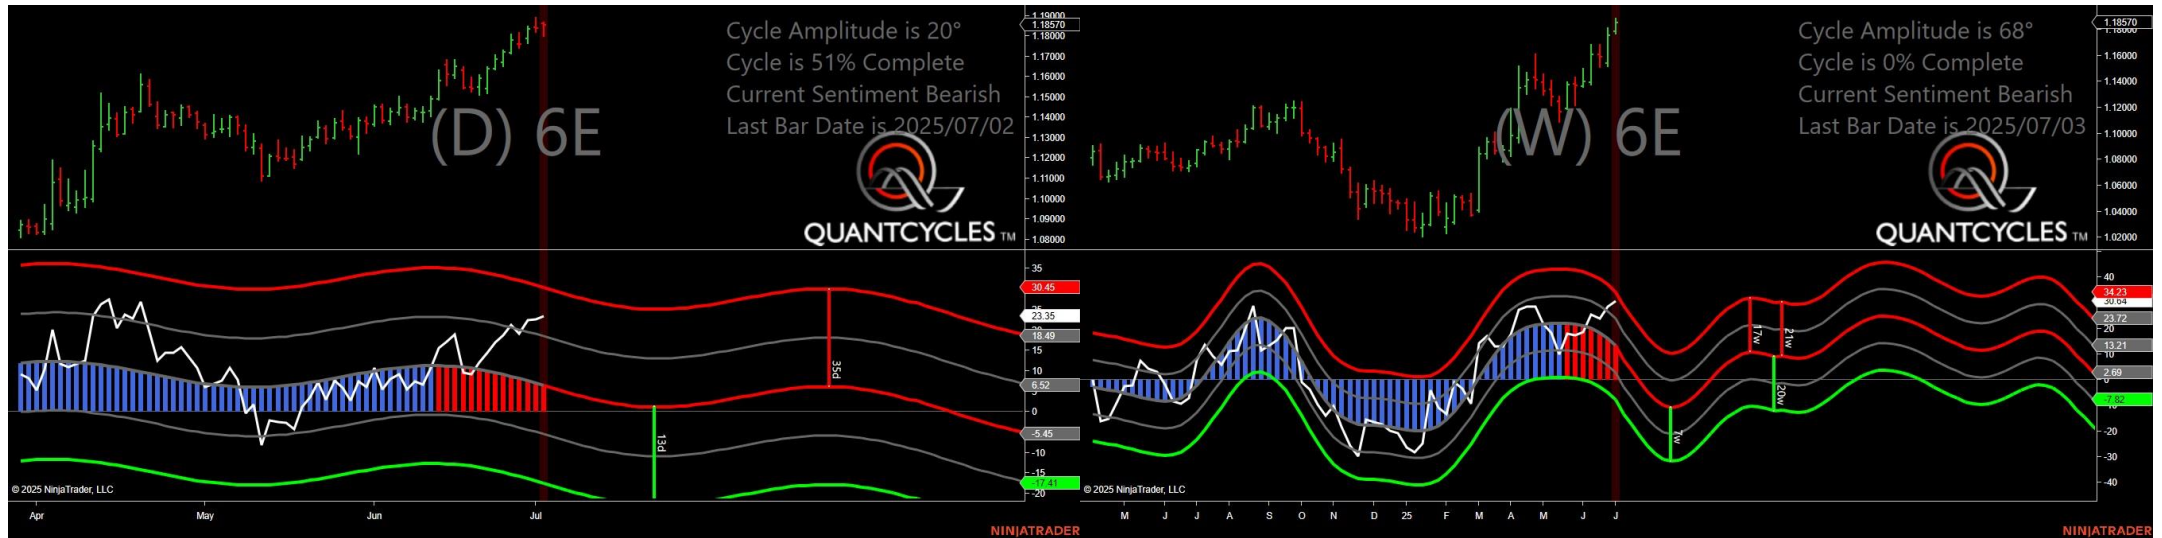 Cycle Amplitude is 20°
Cycle is 51% Complete
Current Sentiment Bearish
Last Bar Date is 2025/07/02
(D) 6E
QUANTCYCLES TM
1.19000
1.18570
1.18000
1.17000
1.16000
1.15000
1.14000
1.13000
1.12000
1.11000
1.10000
1.09000
1.08000
35
30.45
25
23.35
18.49
15
10
6.52
5
0
-5.45
-10
-15
-17.41
-20
35d
13d
© 2025 NinjaTrader, LLC
Apr May Jun Jul
NINJATRADER
Cycle Amplitude is 68°
Cycle is 0% Complete
Current Sentiment Bearish
Last Bar Date is 2025/07/03
(W) 6E
QUANTCYCLES TM
1.18570
1.18000
1.16000
1.14000
1.12000
1.10000
1.08000
1.06000
1.04000
1.02000
40
34.23
30.64
23.72
20
13.21
10
2.69
0
-7.82
-20
-30
-40
17w
21w
20w
7w
© 2025 NinjaTrader, LLC
M J J A S O N D 25 F M A M J J
NINJATRADER